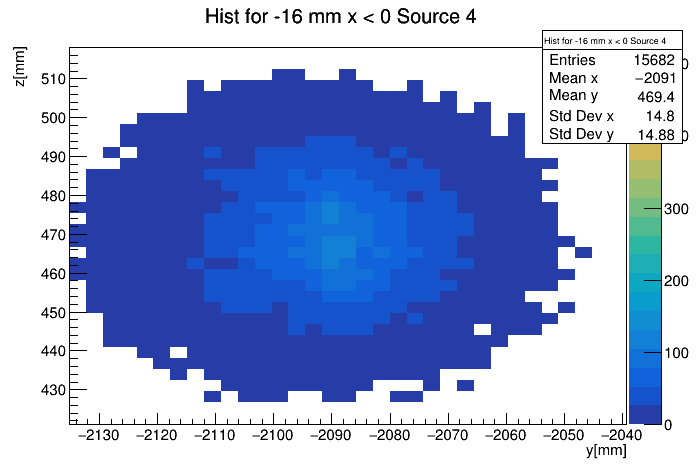 Hist for -16 mm x < 0 Source 4
Hist for -16 mm x < 0 Source 4
Entries 15682
Mean x −2091
Mean y 469.4
Std Dev x 14.8
Std Dev y 14.88
z[mm]
510
500
490
480
470
460
450
440
430
−2130 −2120 −2110 −2100 −2090 −2080 −2070 −2060 −2050 −2040
y[mm]
300
200
100
0